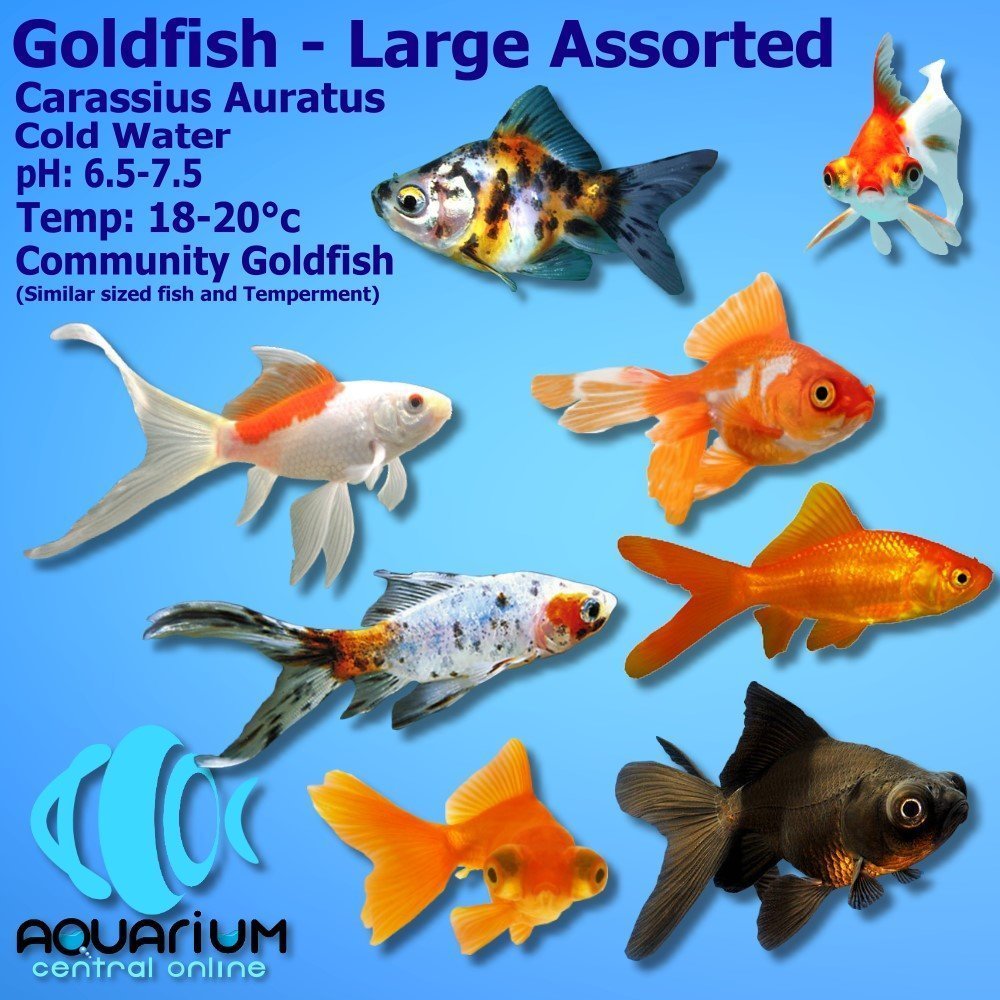 Goldfish - Large Assorted
Carassius Auratus
Cold Water
pH: 6.5-7.5
Temp: 18-20°c
Community Goldfish
(Similar sized fish and Temperment)
AQUARIUM
central online